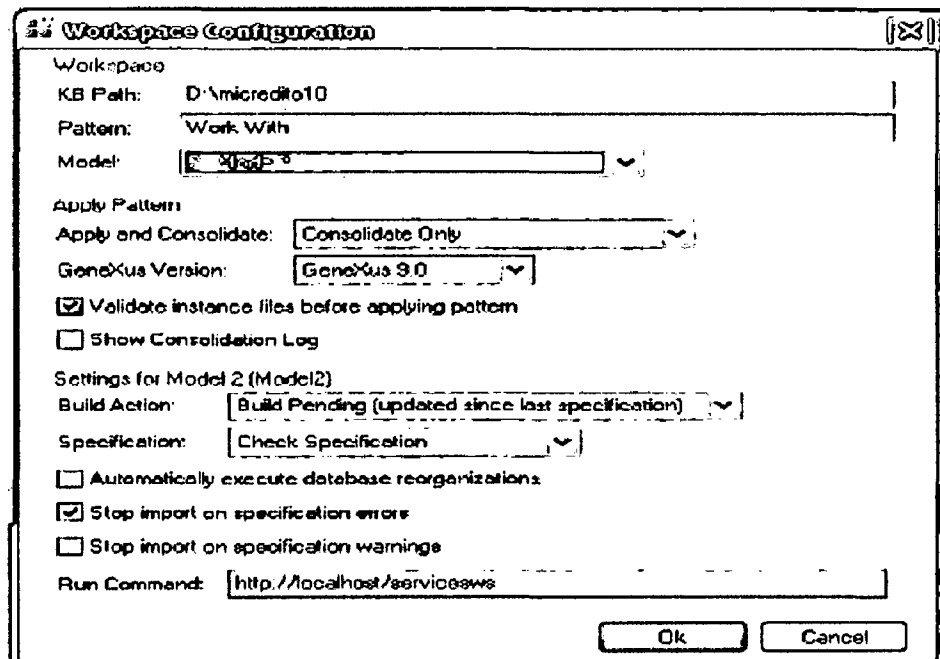 Workspace Configuration
Workspace
KB Path: D:\micredito10
Pattern: Work With
Model:
Apply Pattern
Apply and Consolidate: Consolidate Only
GeneXus Version: GeneXus 9.0
Validate instance files before applying pattern
Show Consolidation Log
Settings for Model 2 (Model2)
Build Action: Build Pending (updated since last specification)
Specification: Check Specification
Automatically execute database reorganizations
Stop import on specification errors
Stop import on specification warnings
Run Command: http://localhost/servicesws
Ok Cancel